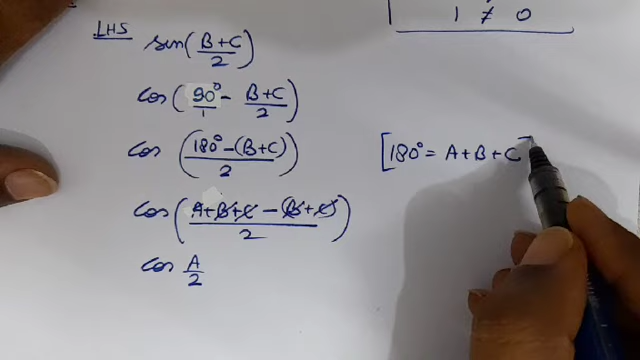 1 ≠ 0
LHS sin(B+C/2)
cos(90°/1 - B+C/2)
cos(180°-(B+C)/2) [180° = A+B+C]
cos(A+B+C-(B+C)/2)
cos A/2